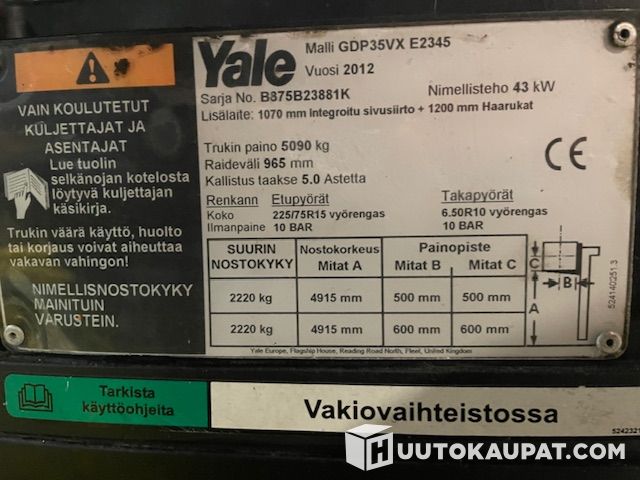 Yale
Malli GDP35VX E2345
Vuosi 2012
Nimellisteho 43 kW
Sarja No. B875B23881K
Lisälaite: 1070 mm Integroitu sivusiirto + 1200 mm Haarukat
VAIN KOULUTETUT
KULJETTAJAT JA
ASENTAJAT
Lue tuolin
selkänojan kotelosta
löytyvä kuljettajan
käsikirja.
Trukin väärä käyttö, huolto
tai korjaus voivat aiheuttaa
vakavan vahingon!
NIMELLISNOSTOKYKY
MAINITUIN
VARUSTEIN.
Trukin paino 5090 kg
Raideväli 965 mm
Kallistus taakse 5.0 Astetta
CE
Renkann Etupyörät Takapyörät
Koko 225/75R15 vyörengas 6.50R10 vyörengas
Ilmanpaine 10 BAR 10 BAR
SUURIN NOSTOKYKY Nostokorkeus Mitat A Painopiste Mitat B Mitat C
2220 kg 4915 mm 500 mm 500 mm
2220 kg 4915 mm 600 mm 600 mm
C
B
A
524140251 3
Yale Europe, Flagship House, Reading Road North, Fleet, United Kingdom
Tarkista
käyttöohjeita
Vakiovaihteistossa
HUUTOKAUPAT.COM